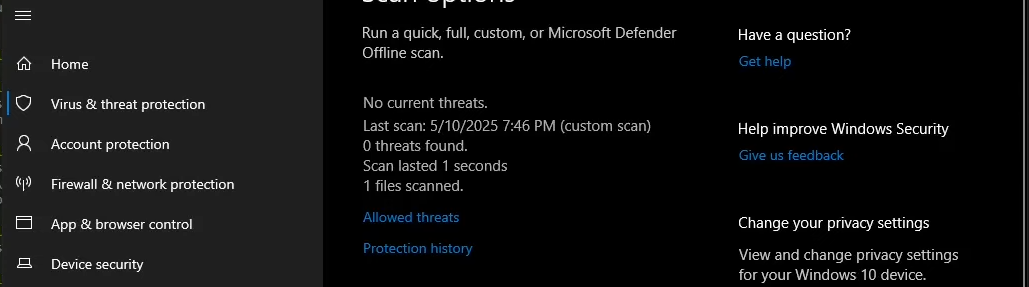 Scan options
Run a quick, full, custom, or Microsoft Defender
Offline scan.
No current threats.
Last scan: 5/10/2025 7:46 PM (custom scan)
0 threats found.
Scan lasted 1 seconds
1 files scanned.
Allowed threats
Protection history
Home
Virus & threat protection
Account protection
Firewall & network protection
App & browser control
Device security
Have a question?
Get help
Help improve Windows Security
Give us feedback
Change your privacy settings
View and change privacy settings
for your Windows 10 device.